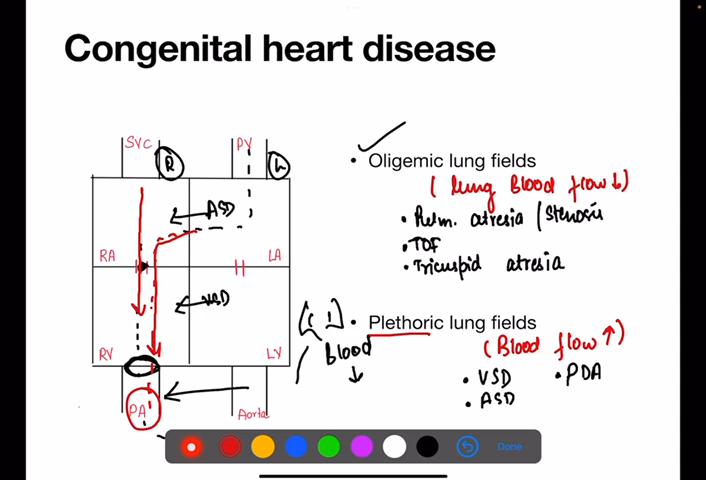 Congenital heart disease
SVC
R
PV
L
ASD
RA
LA
VSD
RV
LV
PA
Aorta
• Oligemic lung fields
(lung Blood flow ↓)
• Pulm. atresia / Stenosis
• TOF
• Tricuspid atresia
• Plethoric lung fields
Blood
↓
(Blood flow ↑)
• VSD
• PDA
• ASD
Done